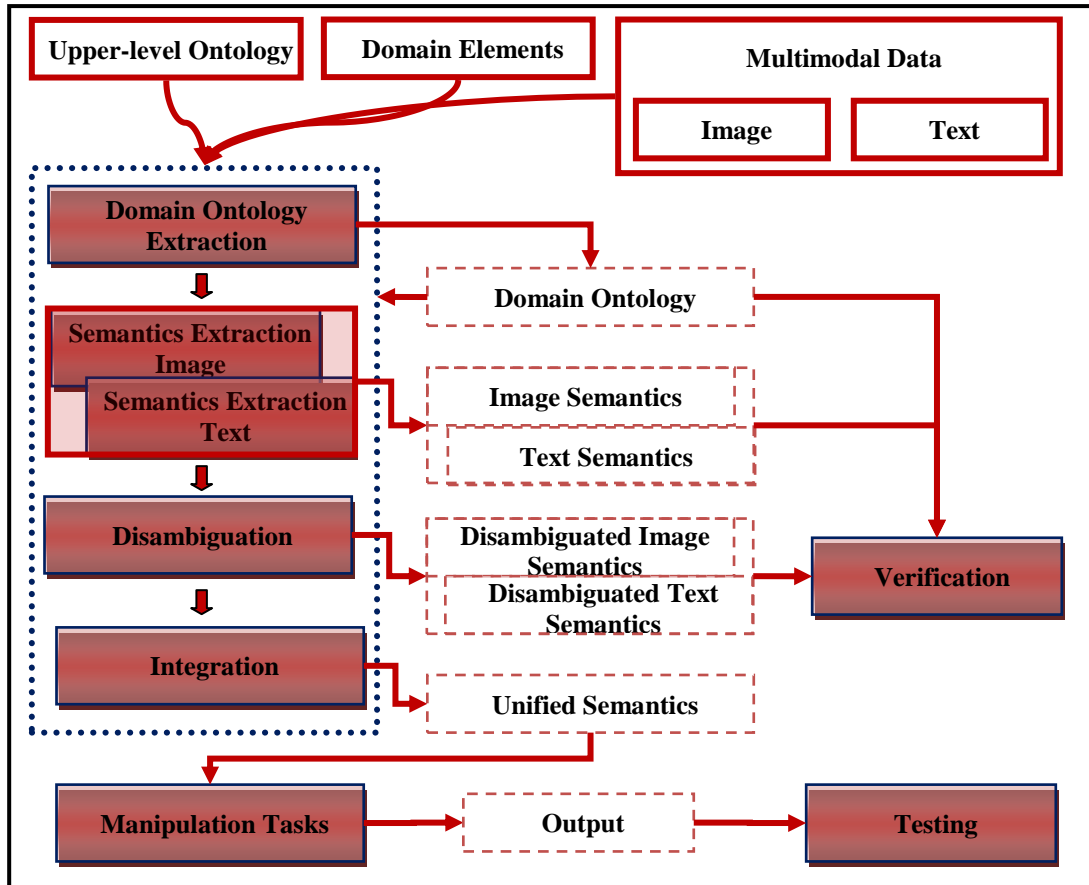 Upper-level Ontology
Domain Elements
Multimodal Data
Image
Text
Domain Ontology
Extraction
Domain Ontology
Semantics Extraction
Image
Semantics Extraction
Text
Image Semantics
Text Semantics
Disambiguation
Disambiguated Image
Semantics
Disambiguated Text
Semantics
Verification
Integration
Unified Semantics
Manipulation Tasks
Output
Testing